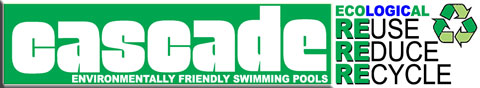 cascade
ENVIRONMENTALLY FRIENDLY SWIMMING POOLS
ECOLOGICAL
REUSE
REDUCE
RECYCLE